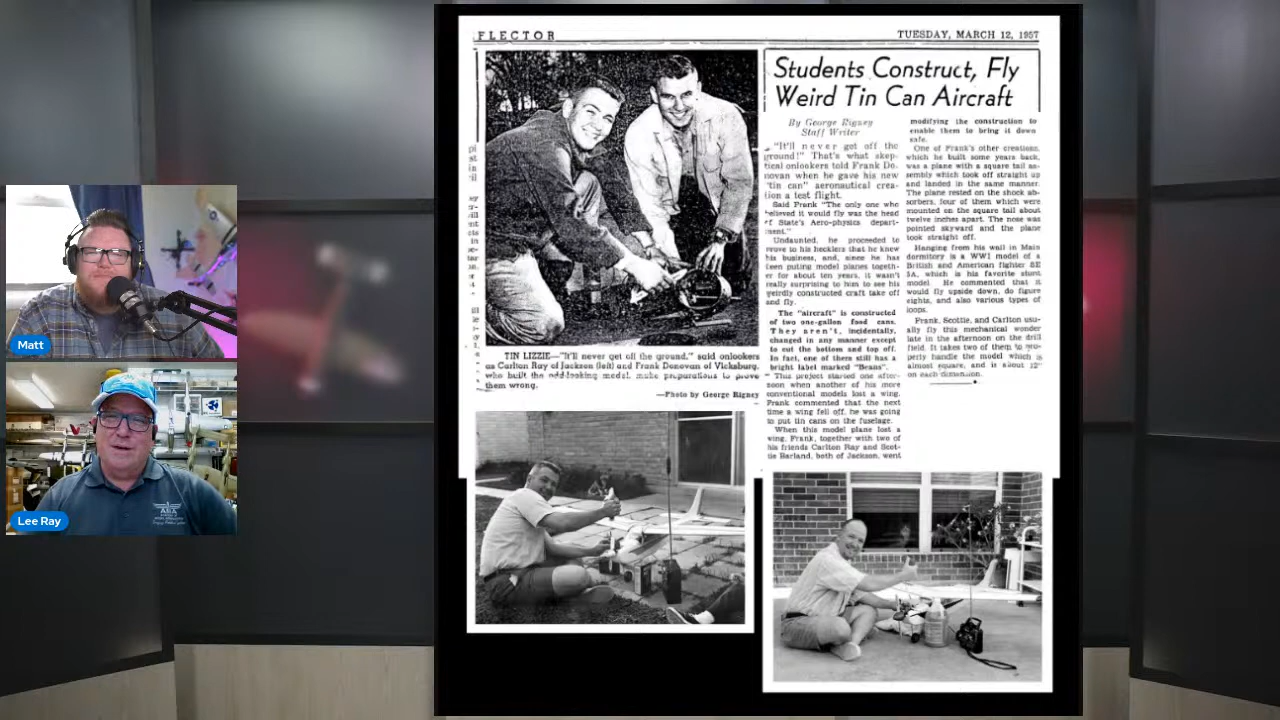 FLECTOR
TUESDAY, MARCH 12, 1957
Students Construct, Fly
Weird Tin Can Aircraft
By George Rigney
Staff Writer
"It'll never get off the
ground!" That's what skep-
tical onlookers told Frank Do-
novan when he gave his new
"tin can" aeronautical crea-
tion a test flight.
Said Frank "The only one who
believed it would fly was the head
of State's Aero-physics depart-
ment."
Undaunted, he proceeded to
prove to his hecklers that he knew
his business, and, since he has
been puting model planes togeth-
er for about ten years, it wasn't
really surprising to him to see his
weirdly constructed craft take off
and fly.
The "aircraft" is constructed
of two one-gallon food cans.
They aren't, incidentally,
changed in any manner except
to cut the bottom and top off.
In fact, one of them still has a
bright label marked "Beans".
This project started one after-
noon when another of his more
conventional models lost a wing.
Frank commented that the next
time a wing fell off, he was going
to put tin cans on the fuselage.
When this model plane lost a
wing, Frank, together with two of
his friends Carlton Ray and Scot-
tie Barland, both of Jackson, went
modifying the construction to
enable them to bring it down
safe.
One of Frank's other creations,
which he built some years back,
was a plane with a square tail as-
sembly which took off straight up
and landed in the same manner.
The plane rested on the shock ab-
sorbers, four of them which were
mounted on the square tail about
twelve inches apart. The nose was
pointed skyward and the plane
took straight off.
Hanging from his wall in Main
dormitory is a WW1 model of a
British and American fighter SE
5A, which is his favorite stunt
model. He commented that it
would fly upside down, do figure
eights, and also various types of
loops.
Frank, Scottie, and Carlton usu-
ally fly this mechanical wonder
late in the afternoon on the drill
field. It takes two of them to pro-
perly handle the model which is
almost square, and is about 12"
on each dimension.
TIN LIZZIE—"It'll never get off the ground," said onlookers
as Carlton Ray of Jackson (left) and Frank Donovan of Vicksburg,
who built the odd-looking model, make preparations to prove
them wrong.
—Photo by George Rigney
Matt
Lee Ray
AMA